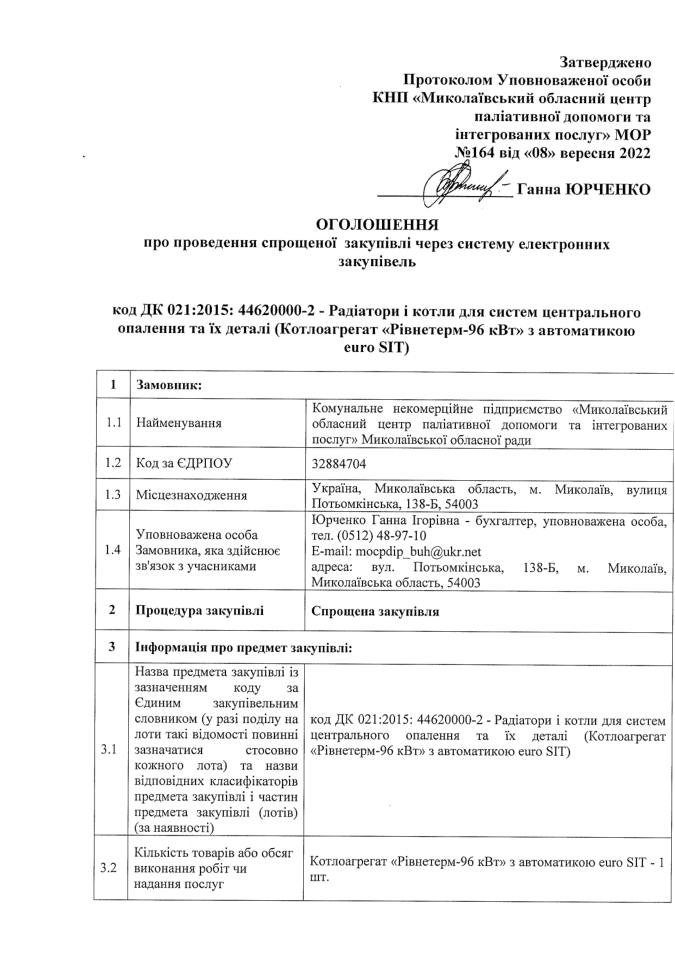 Затверджено
Протоколом Уповноваженої особи
КНП «Миколаївський обласний центр
паліативної допомоги та
інтегрованих послуг» МОР
№164 від «08» вересня 2022
Ганна ЮРЧЕНКО
ОГОЛОШЕННЯ
про проведення спрощеної закупівлі через систему електронних
закупівель
код ДК 021:2015: 44620000-2 - Радіатори і котли для систем центрального
опалення та їх деталі (Котлоагрегат «Рівнетерм-96 кВт» з автоматикою
euro SIT)
1 Замовник:
1.1 Найменування
Комунальне некомерційне підприємство «Миколаївський
обласний центр паліативної допомоги та інтегрованих
послуг» Миколаївської обласної ради
1.2 Код за ЄДРПОУ
32884704
1.3 Місцезнаходження
Україна, Миколаївська область, м. Миколаїв, вулиця
Потьомкінська, 138-Б, 54003
1.4
Уповноважена особа
Замовника, яка здійснює
зв'язок з учасниками
Юрченко Ганна Ігорівна - бухгалтер, уповноважена особа,
тел. (0512) 48-97-10
E-mail: mocpdip_buh@ukr.net
адреса: вул. Потьомкінська, 138-Б, м. Миколаїв,
Миколаївська область, 54003
2 Процедура закупівлі
Спрощена закупівля
3 Інформація про предмет закупівлі:
3.1
Назва предмета закупівлі із
зазначенням коду за
Єдиним закупівельним
словником (у разі поділу на
лоти такі відомості повинні
зазначатися стосовно
кожного лота) та назви
відповідних класифікаторів
предмета закупівлі і частин
предмета закупівлі (лотів)
(за наявності)
код ДК 021:2015: 44620000-2 - Радіатори і котли для систем
центрального опалення та їх деталі (Котлоагрегат
«Рівнетерм-96 кВт» з автоматикою euro SIT)
3.2
Кількість товарів або обсяг
виконання робіт чи
надання послуг
Котлоагрегат «Рівнетерм-96 кВт» з автоматикою euro SIT - 1
шт.